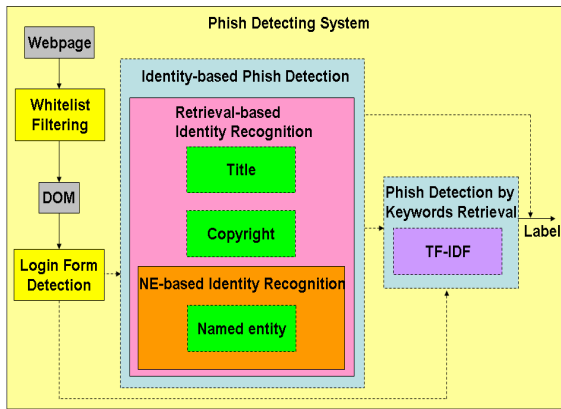 Phish Detecting System
Webpage
Whitelist
Filtering
DOM
Login Form
Detection
Identity-based Phish Detection
Retrieval-based
Identity Recognition
Title
Copyright
NE-based Identity Recognition
Named entity
Phish Detection by
Keywords Retrieval
TF-IDF
Label